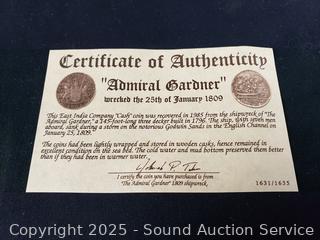 Certificate of Authenticity
"Admiral Gardner"
wrecked the 25th of January 1809
This East India Company "Cash" coin was recovered in 1985 from the shipwreck of "The
Admiral Gardner," a 145-foot-long three decker built in 1796. The ship, with seven men
aboard, sank during a storm on the notorious Godwin Sands in the English Channel on
January 25, 1809.
The coins had been lightly wrapped and stored in wooden casks, hence remained in
excellent condition on the sea bed. The cold water and mud bottom preserved them better
than if they had been in warmer water.
I certify the coin you have purchased is from
"The Admiral Gardner" 1809 shipwreck.
1631/1635
Copyright 2025 - Sound Auction Service